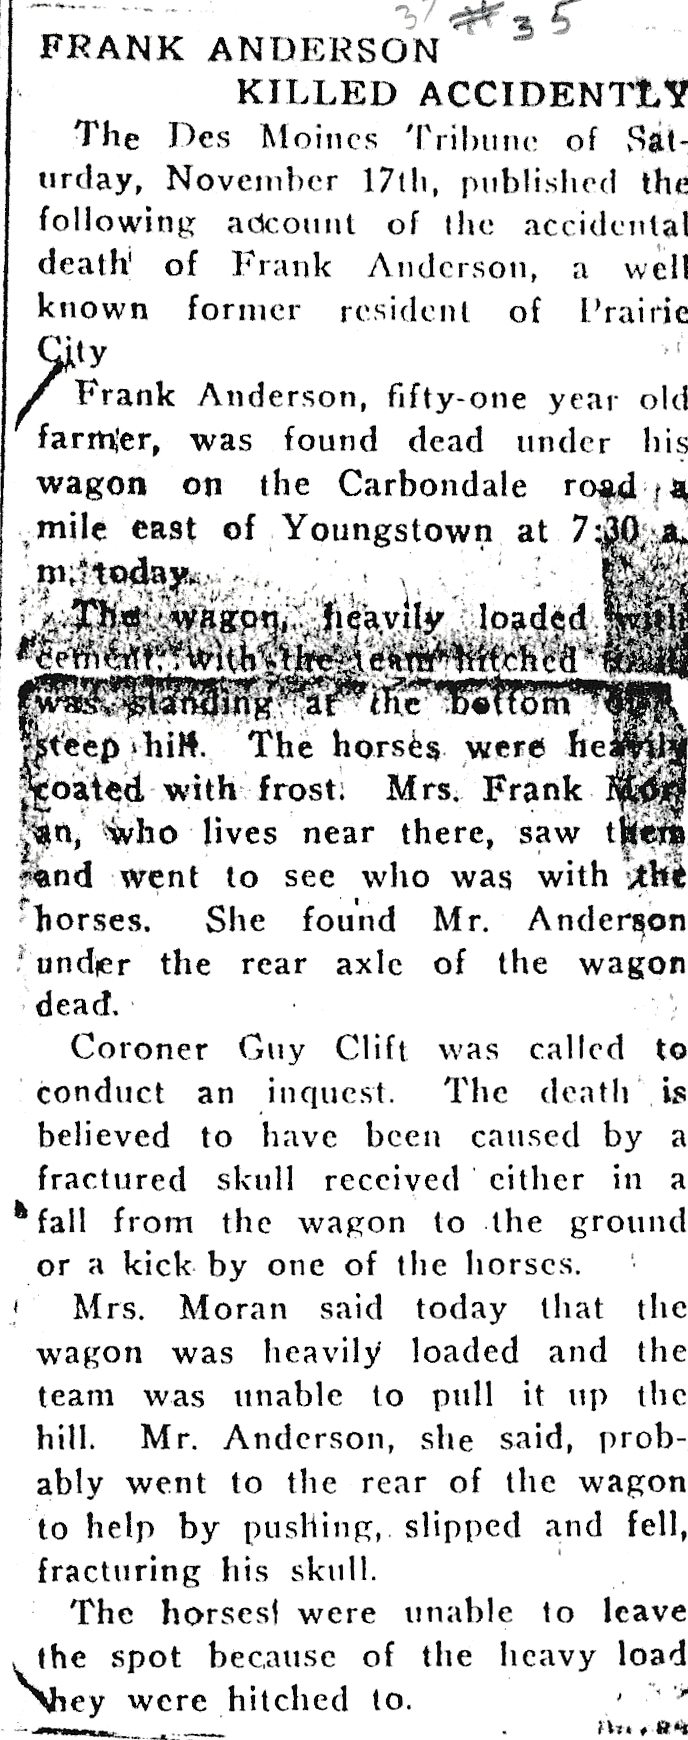 37 # 35
FRANK ANDERSON
KILLED ACCIDENTLY
The Des Moines Tribune of Sat-
urday, November 17th, published the
following account of the accidental
death of Frank Anderson, a well
known former resident of Prairie
City
Frank Anderson, fifty-one year old
farmer, was found dead under his
wagon on the Carbondale road a
mile east of Youngstown at 7:30 a.
m. today.
The wagon, heavily loaded with
cement, with the team hitched
was standing at the bottom
steep hill. The horses were heavily
coated with frost. Mrs. Frank Mor
an, who lives near there, saw them
and went to see who was with the
horses. She found Mr. Anderson
under the rear axle of the wagon
dead.
Coroner Guy Clift was called to
conduct an inquest. The death is
believed to have been caused by a
fractured skull received either in a
fall from the wagon to the ground
or a kick by one of the horses.
Mrs. Moran said today that the
wagon was heavily loaded and the
team was unable to pull it up the
hill. Mr. Anderson, she said, prob-
ably went to the rear of the wagon
to help by pushing, slipped and fell,
fracturing his skull.
The horses were unable to leave
the spot because of the heavy load
they were hitched to.